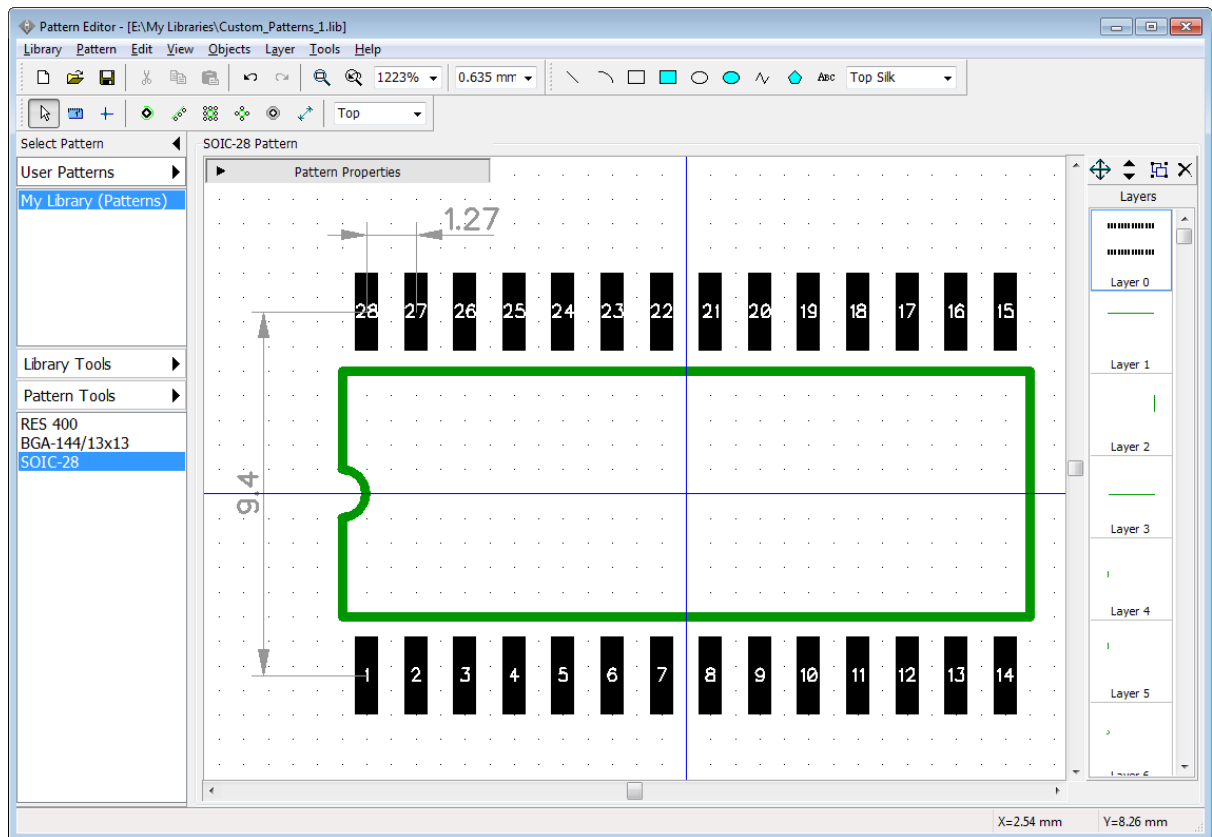 Pattern Editor - [E:\My Libraries\Custom_Patterns_1.lib]
Library Pattern Edit View Objects Layer Tools Help
1223% 0.635 mm ABC Top Silk
Top
Select Pattern
SOIC-28 Pattern
User Patterns
Pattern Properties
My Library (Patterns)
Layers
1.27
Layer 0
28 27 26 25 24 23 22 21 20 19 18 17 16 15
Library Tools
Layer 1
Pattern Tools
RES 400
BGA-144/13x13
SOIC-28
Layer 2
9.4
Layer 3
Layer 4
1 2 3 4 5 6 7 8 9 10 11 12 13 14
Layer 5
Layer 6
X=2.54 mm Y=8.26 mm